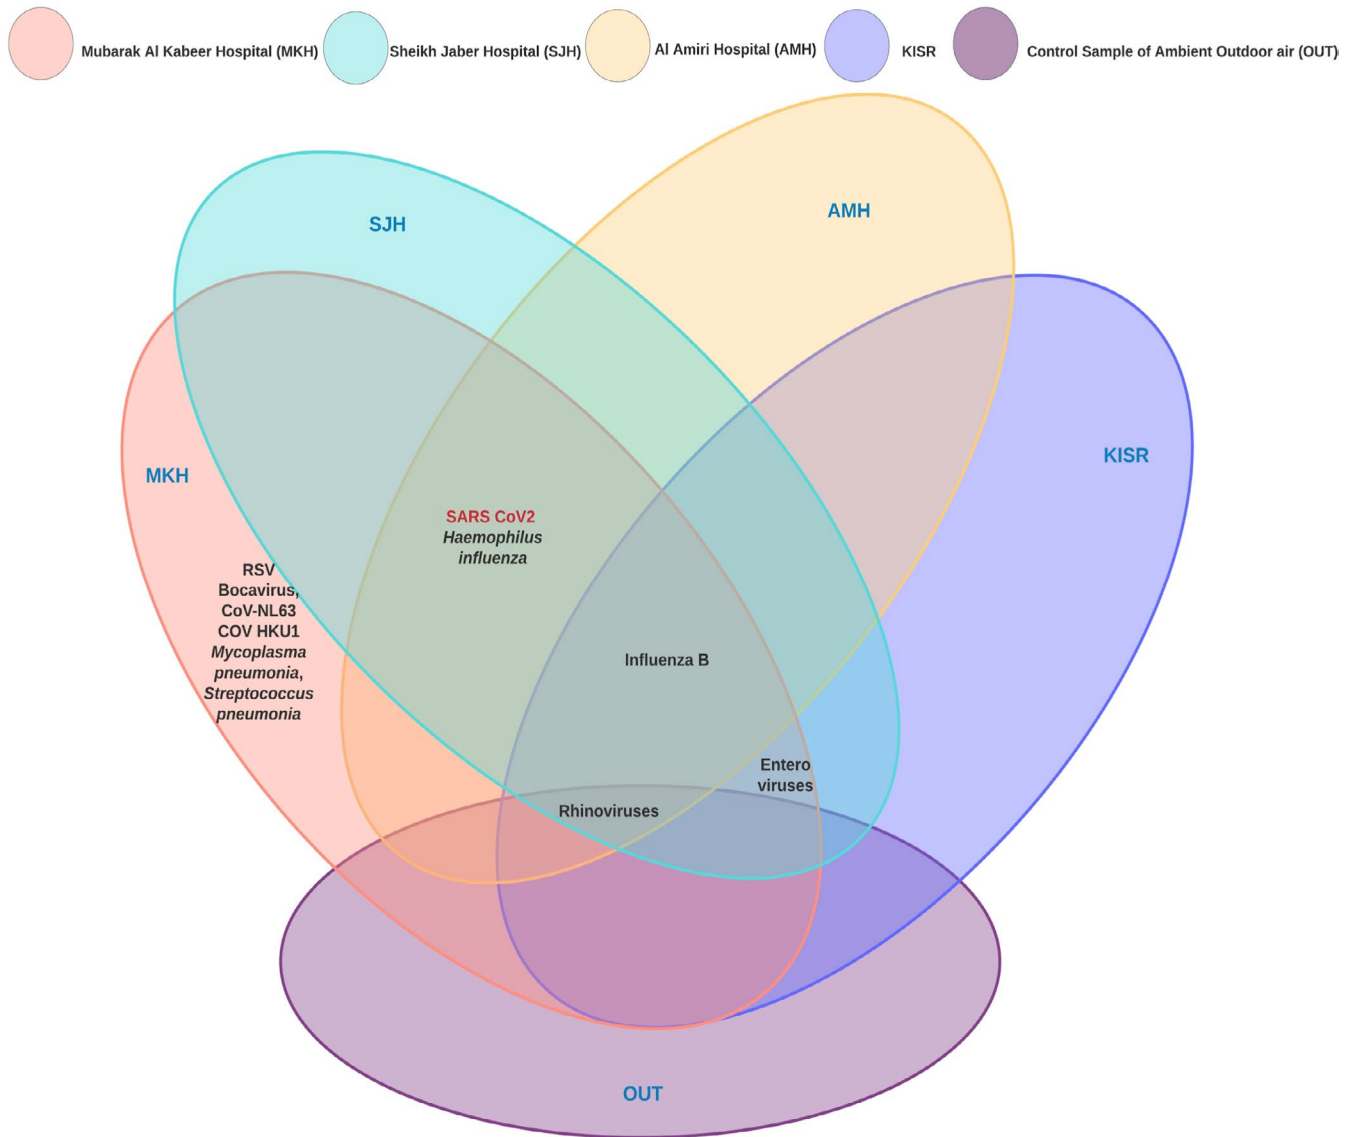 Mubarak Al Kabeer Hospital (MKH)
Sheikh Jaber Hospital (SJH)
Al Amiri Hospital (AMH)
KISR
Control Sample of Ambient Outdoor air (OUT)
SJH
AMH
KISR
MKH
SARS CoV2
Haemophilus
influenza
RSV
Bocavirus,
CoV-NL63
COV HKU1
Mycoplasma
pneumonia,
Streptococcus
pneumonia
Influenza B
Entero
viruses
Rhinoviruses
OUT